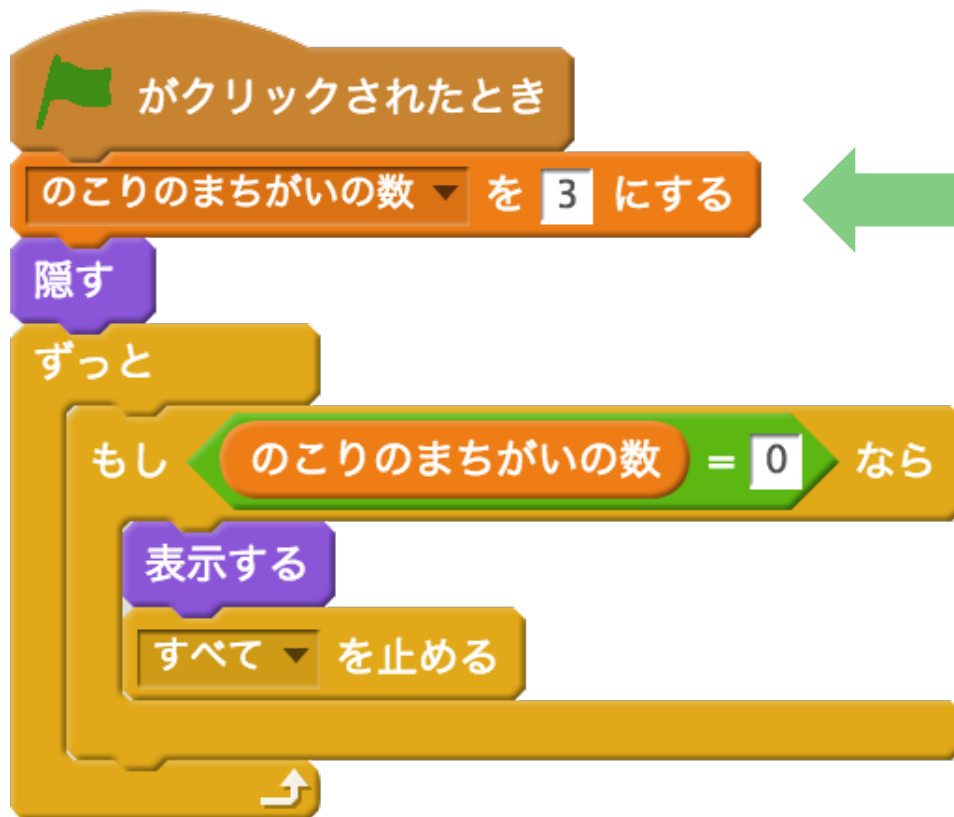 がクリックされたとき
のこりのまちがいの数 を 3 にする
隠す
ずっと
もし のこりのまちがいの数 = 0 なら
表示する
すべて を止める